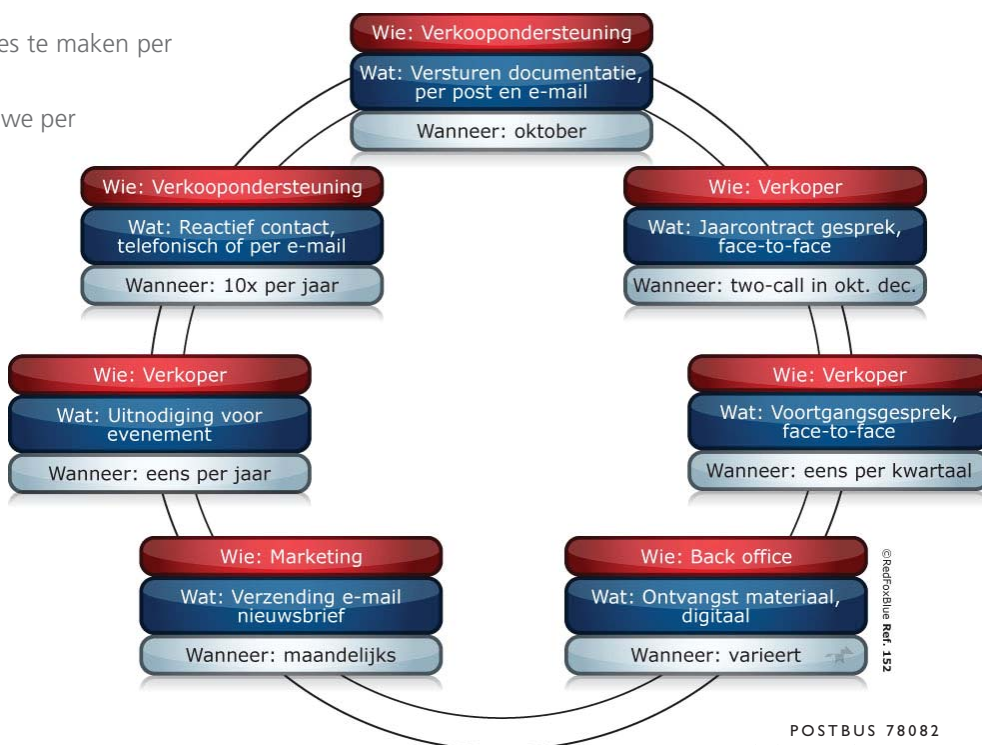 es te maken per
we per
Wie: Verkoopondersteuning
Wat: Versturen documentatie,
per post en e-mail
Wanneer: oktober
Wie: Verkoper
Wat: Jaarcontract gesprek,
face-to-face
Wanneer: two-call in okt. dec.
Wie: Verkoper
Wat: Voortgangsgesprek,
face-to-face
Wanneer: eens per kwartaal
Wie: Back office
Wat: Ontvangst materiaal,
digitaal
Wanneer: varieert
Wie: Marketing
Wat: Verzending e-mail
nieuwsbrief
Wanneer: maandelijks
Wie: Verkoper
Wat: Uitnodiging voor
evenement
Wanneer: eens per jaar
Wie: Verkoopondersteuning
Wat: Reactief contact,
telefonisch of per e-mail
Wanneer: 10x per jaar
©RedFoxBlue Ref. 152
POSTBUS 78082